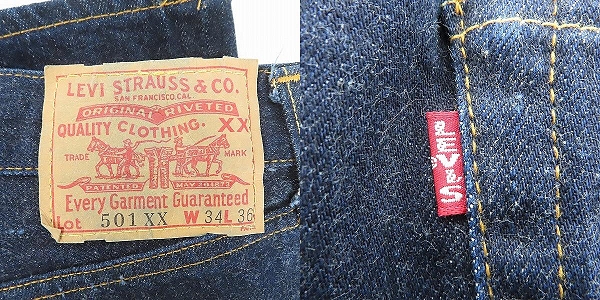 LEVI STRAUSS & CO.
SAN FRANCISCO, CAL.
ORIGINAL RIVETED
QUALITY CLOTHING. XX
TRADE MARK
PATENTED MAY 20 1873
Every Garment Guaranteed
Lot 501 XX W 34 L 36
LEVI'S